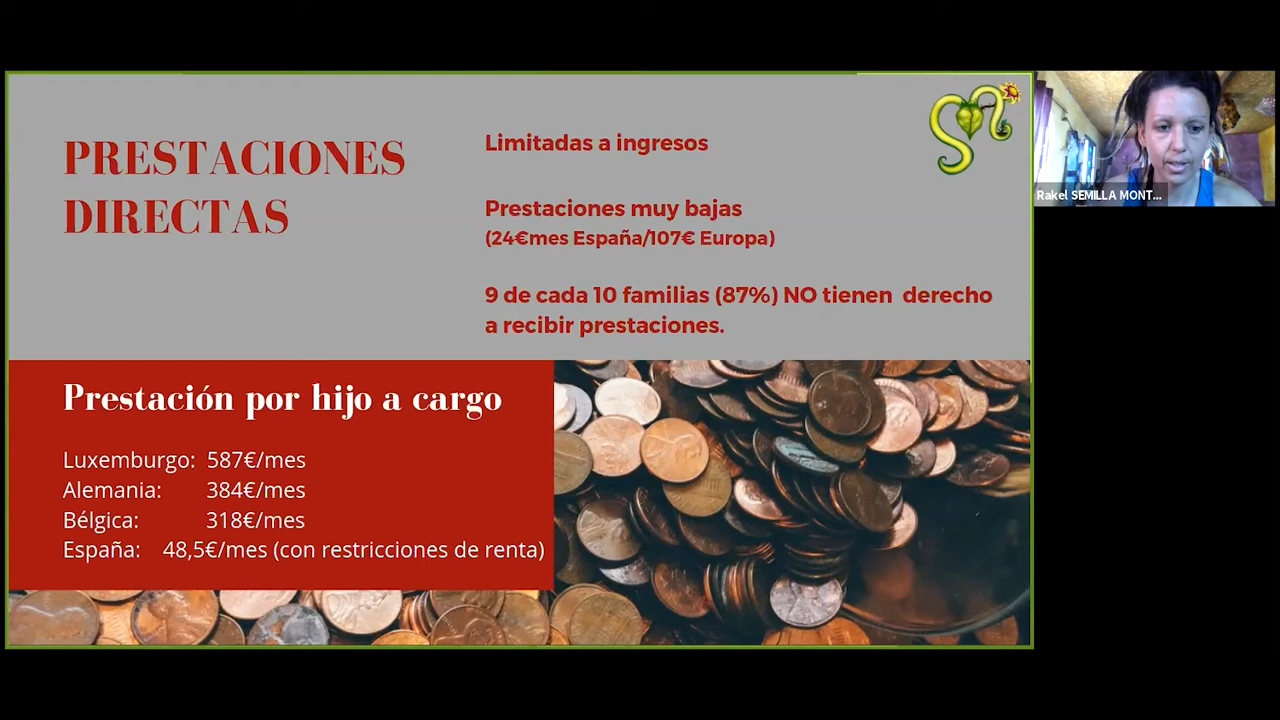 PRESTACIONES
DIRECTAS
Limitadas a ingresos
Prestaciones muy bajas
(24€mes España/107€ Europa)
9 de cada 10 familias (87%) NO tienen derecho
a recibir prestaciones.
Prestación por hijo a cargo
Luxemburgo: 587€/mes
Alemania: 384€/mes
Bélgica: 318€/mes
España: 48,5€/mes (con restricciones de renta)
Rakel SEMILLA MONT...